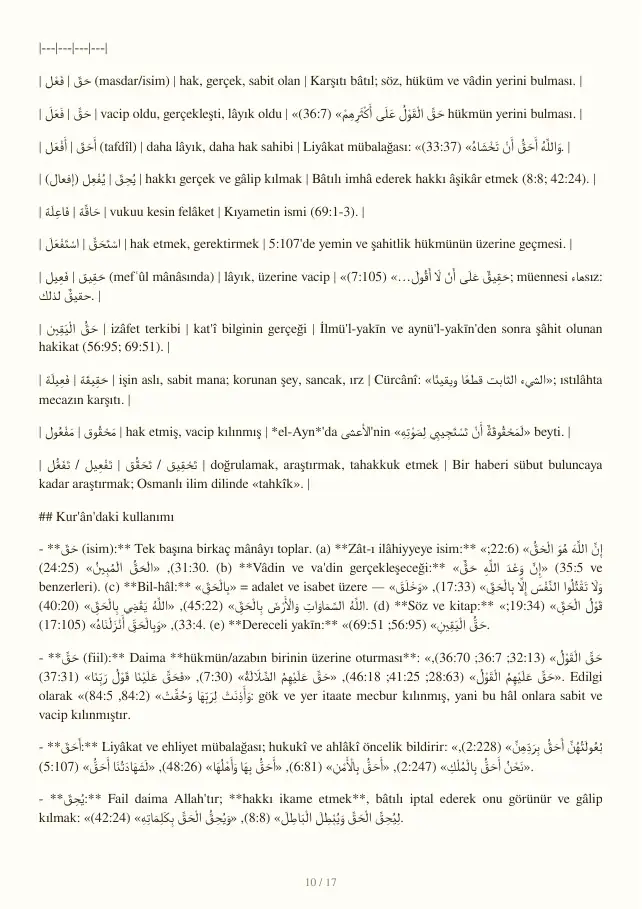 |---|---|---|---|
| حَقّ | فَعْل (masdar/isim) | hak, gerçek, sabit olan | Karşıtı bâtıl; söz, hüküm ve vâdin yerini bulması. |
| حَقَّ | فَعَلَ | vacip oldu, gerçekleşti, lâyık oldu | «حَقَّ الْقَوْلُ عَلَى أَكْثَرِهِمْ» (36:7) hükmün yerini bulması. |
| أَحَقّ | أَفْعَل (tafdîl) | daha lâyık, daha hak sahibi | Liyâkat mübalağası: «وَاللَّهُ أَحَقُّ أَنْ تَخْشَاهُ» (33:37). |
| يُحِقّ | يُفْعِل (إفعال) | hakkı gerçek ve gâlip kılmak | Bâtılı imhâ ederek hakkı âşikâr etmek (8:8; 42:24). |
| حَاقَّة | فَاعِلَة | vukuu kesin felâket | Kıyametin ismi (69:1-3). |
| اسْتَحَقَّ | اسْتَفْعَلَ | hak etmek, gerektirmek | 5:107'de yemin ve şahitlik hükmünün üzerine geçmesi. |
| حَقِيق | فَعِيل (mefʿûl mânâsında) | lâyık, üzerine vacip | «حَقِيقٌ عَلَى أَنْ لَا أَقُولَ…» (7:105); müennesi هاءsız:
حقيقٌ لذلك. |
| حَقُّ الْيَقِين | izâfet terkibi | kat'î bilginin gerçeği | İlmü'l-yakīn ve aynü'l-yakīn'den sonra şâhit olunan
hakikat (56:95; 69:51). |
| حَقِيقَة | فَعِيلَة | işin aslı, sabit mana; korunan şey, sancak, ırz | Cürcânî: «الشيء الثابت قطعًا ويقينًا»; ıstılâhta
mecazın karşıtı. |
| مَحْقُوق | مَفْعُول | hak etmiş, vacip kılınmış | *el-Ayn*'da الأعشى'nin «لَمَحْقُوقَةٌ أَنْ تَسْتَجِيبِي لِصَوْتِهِ» beyti. |
| تَحْقِيق / تَحَقُّق | تَفْعِيل / تَفَعُّل | doğrulamak, araştırmak, tahakkuk etmek | Bir haberi sübut buluncaya
kadar araştırmak; Osmanlı ilim dilinde «tahkîk». |
## Kur'ân'daki kullanımı
- **حَقّ (isim):** Tek başına birkaç mânâyı toplar. (a) **Zât-ı ilâhiyyeye isim:** «إِنَّ اللَّهَ هُوَ الْحَقُّ» (22:6;
31:30), «الْحَقُّ الْمُبِينُ» (24:25). (b) **Vâdin ve va'din gerçekleşeceği:** «إِنَّ وَعْدَ اللَّهِ حَقٌّ» (35:5 ve
benzerleri). (c) **Bil-hâl:** «بِالْحَقِّ» = adalet ve isabet üzere — «وَلَا تَقْتُلُوا النَّفْسَ إِلَّا بِالْحَقِّ» (17:33), «وَخَلَقَ
اللَّهُ السَّمَاوَاتِ وَالْأَرْضَ بِالْحَقِّ» (45:22), «اللَّهُ يَقْضِي بِالْحَقِّ» (40:20). (d) **Söz ve kitap:** «قَوْلُ الْحَقِّ» (19:34;
33:4), «وَبِالْحَقِّ أَنْزَلْنَاهُ» (17:105). (e) **Dereceli yakīn:** «حَقُّ الْيَقِينِ» (56:95; 69:51).
- **حَقّ (fiil):** Daima **hükmün/azabın birinin üzerine oturması**: «حَقَّ الْقَوْلُ» (32:13; 36:7; 36:70),
«حَقَّ عَلَيْهِمُ الْقَوْلُ» (28:63; 41:25; 46:18), «حَقَّ عَلَيْهِمُ الضَّلَالَةُ» (7:30), «فَحَقَّ عَلَيْنَا قَوْلُ رَبِّنَا» (37:31). Edilgi
olarak «وَأَذِنَتْ لِرَبِّهَا وَحُقَّتْ» (84:2, 84:5): gök ve yer itaate mecbur kılınmış, yani bu hâl onlara sabit ve
vacip kılınmıştır.
- **أَحَقّ:** Liyâkat ve ehliyet mübalağası; hukukî ve ahlâkî öncelik bildirir: «بُعُولَتُهُنَّ أَحَقُّ بِرَدِّهِنَّ» (2:228),
«نَحْنُ أَحَقُّ بِالْمُلْكِ» (2:247), «أَحَقُّ بِالْأَمْنِ» (6:81), «أَحَقُّ بِهَا وَأَهْلُهَا» (48:26), «لَشَهَادَتُنَا أَحَقُّ» (5:107).
- **يُحِقّ:** Fail daima Allah'tır; **hakkı ikame etmek**, bâtılı iptal ederek onu görünür ve gâlip
kılmak: «لِيُحِقَّ الْحَقَّ وَيُبْطِلَ الْبَاطِلَ» (8:8), «وَيُحِقُّ الْحَقَّ بِكَلِمَاتِهِ» (42:24).
10 / 17